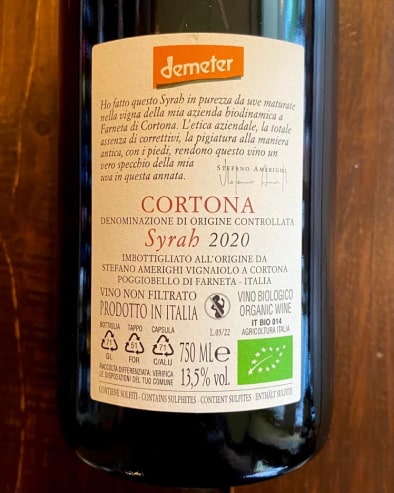 demeter
Ho fatto questo Syrah in purezza da uve maturate
nella vigna della mia azienda biodinamica a
Farneta di Cortona. L'etica aziendale, la totale
assenza di correttivi, la pigiatura alla maniera
antica, con i piedi, rendono questo vino un
vero specchio della mia
uva in questa annata.
STEFANO AMERIGHI
CORTONA
DENOMINAZIONE DI ORIGINE CONTROLLATA
Syrah 2020
IMBOTTIGLIATO ALL'ORIGINE DA
STEFANO AMERIGHI VIGNAIOLO A CORTONA
POGGIOBELLO DI FARNETA - ITALIA
VINO NON FILTRATO
PRODOTTO IN ITALIA
VINO BIOLOGICO
ORGANIC WINE
IT BIO 014
AGRICOLTURA ITALIA
L.05/22
BOTTIGLIA TAPPO CAPSULA
71 51 71
GL FOR C/ALU
RACCOLTA DIFFERENZIATA. VERIFICA
LE DISPOSIZIONI DEL TUO COMUNE
750 ML e
13,5% vol.
CONTIENE SOLFITI - CONTAINS SULPHITES - CONTIENT SULFITES - ENTHÄLT SULFITE